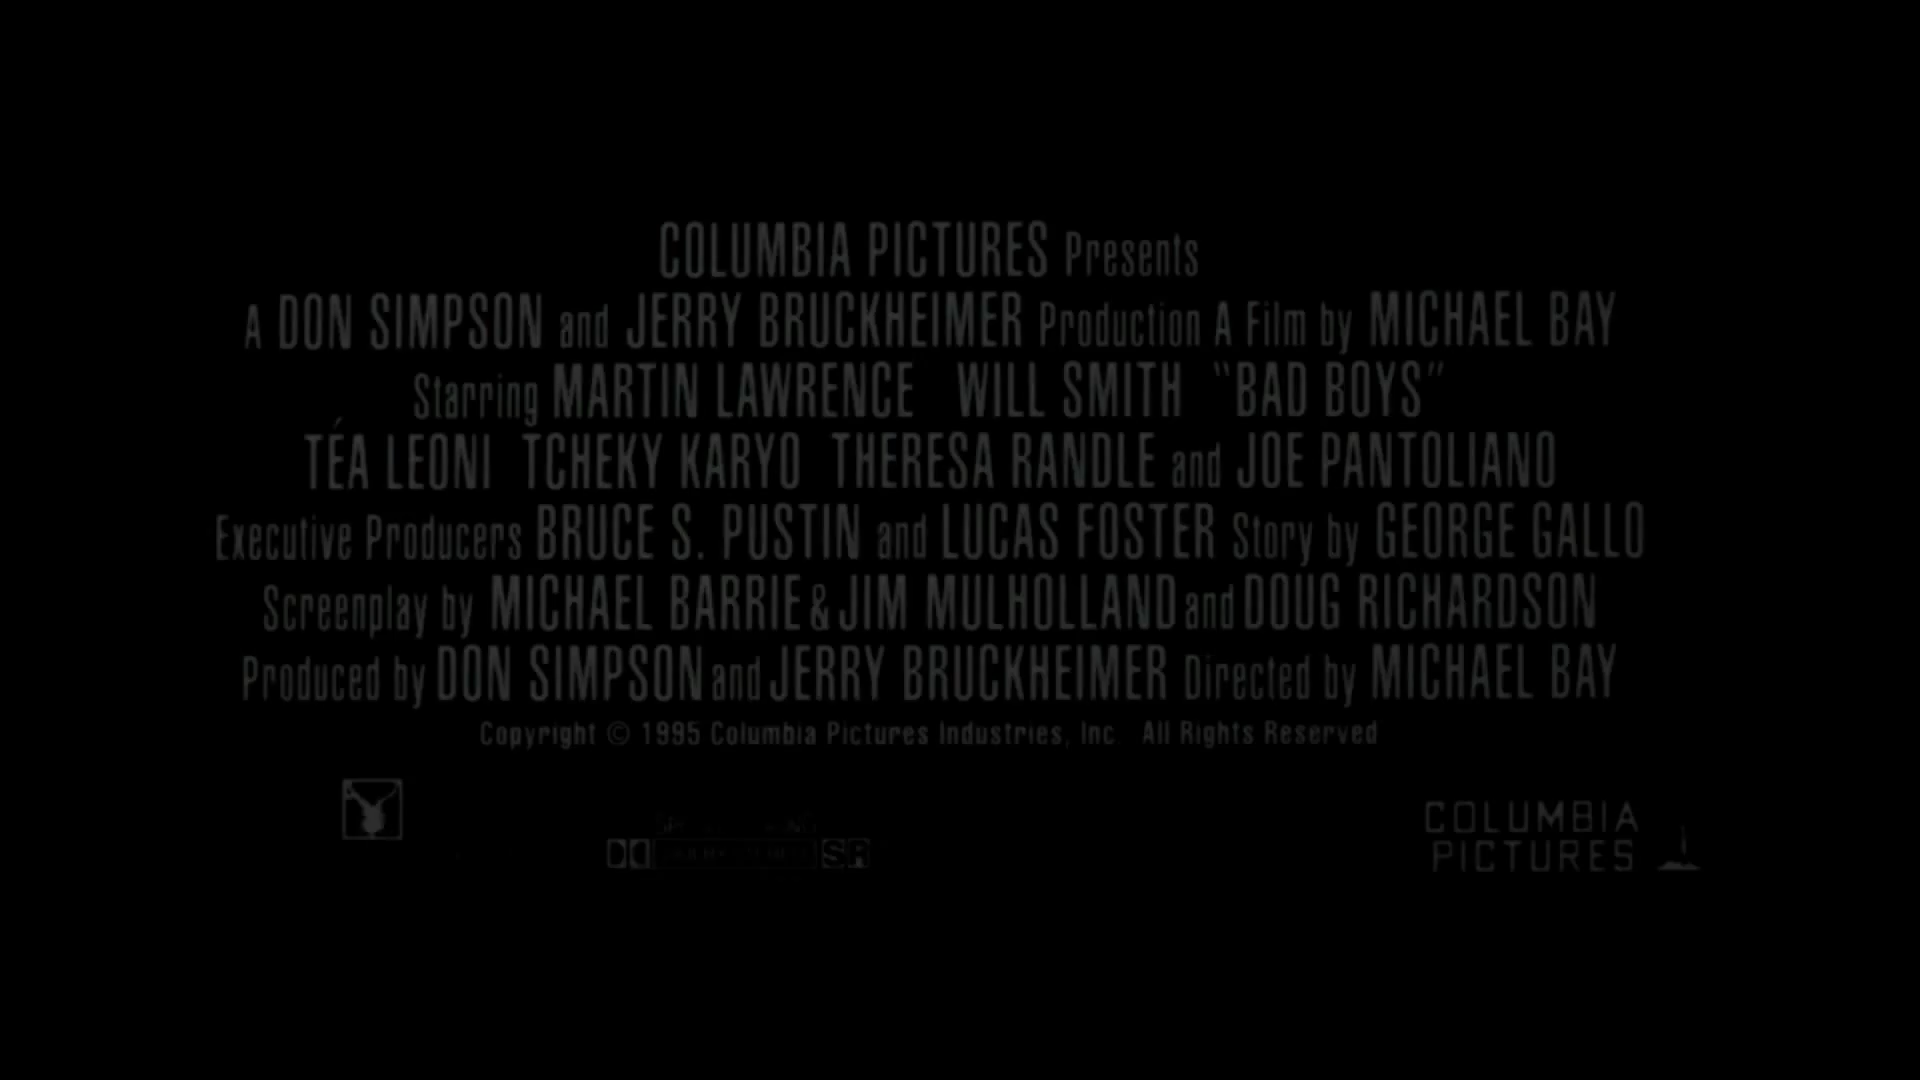 COLUMBIA PICTURES Presents
A DON SIMPSON and JERRY BRUCKHEIMER Production A Film by MICHAEL BAY
Starring MARTIN LAWRENCE WILL SMITH "BAD BOYS"
TÉA LEONI TCHEKY KARYO THERESA RANDLE and JOE PANTOLIANO
Executive Producers BRUCE S. PUSTIN and LUCAS FOSTER Story by GEORGE GALLO
Screenplay by MICHAEL BARRIE & JIM MULHOLLAND and DOUG RICHARDSON
Produced by DON SIMPSON and JERRY BRUCKHEIMER Directed by MICHAEL BAY
Copyright © 1995 Columbia Pictures Industries, Inc. All Rights Reserved
SR
COLUMBIA
PICTURES